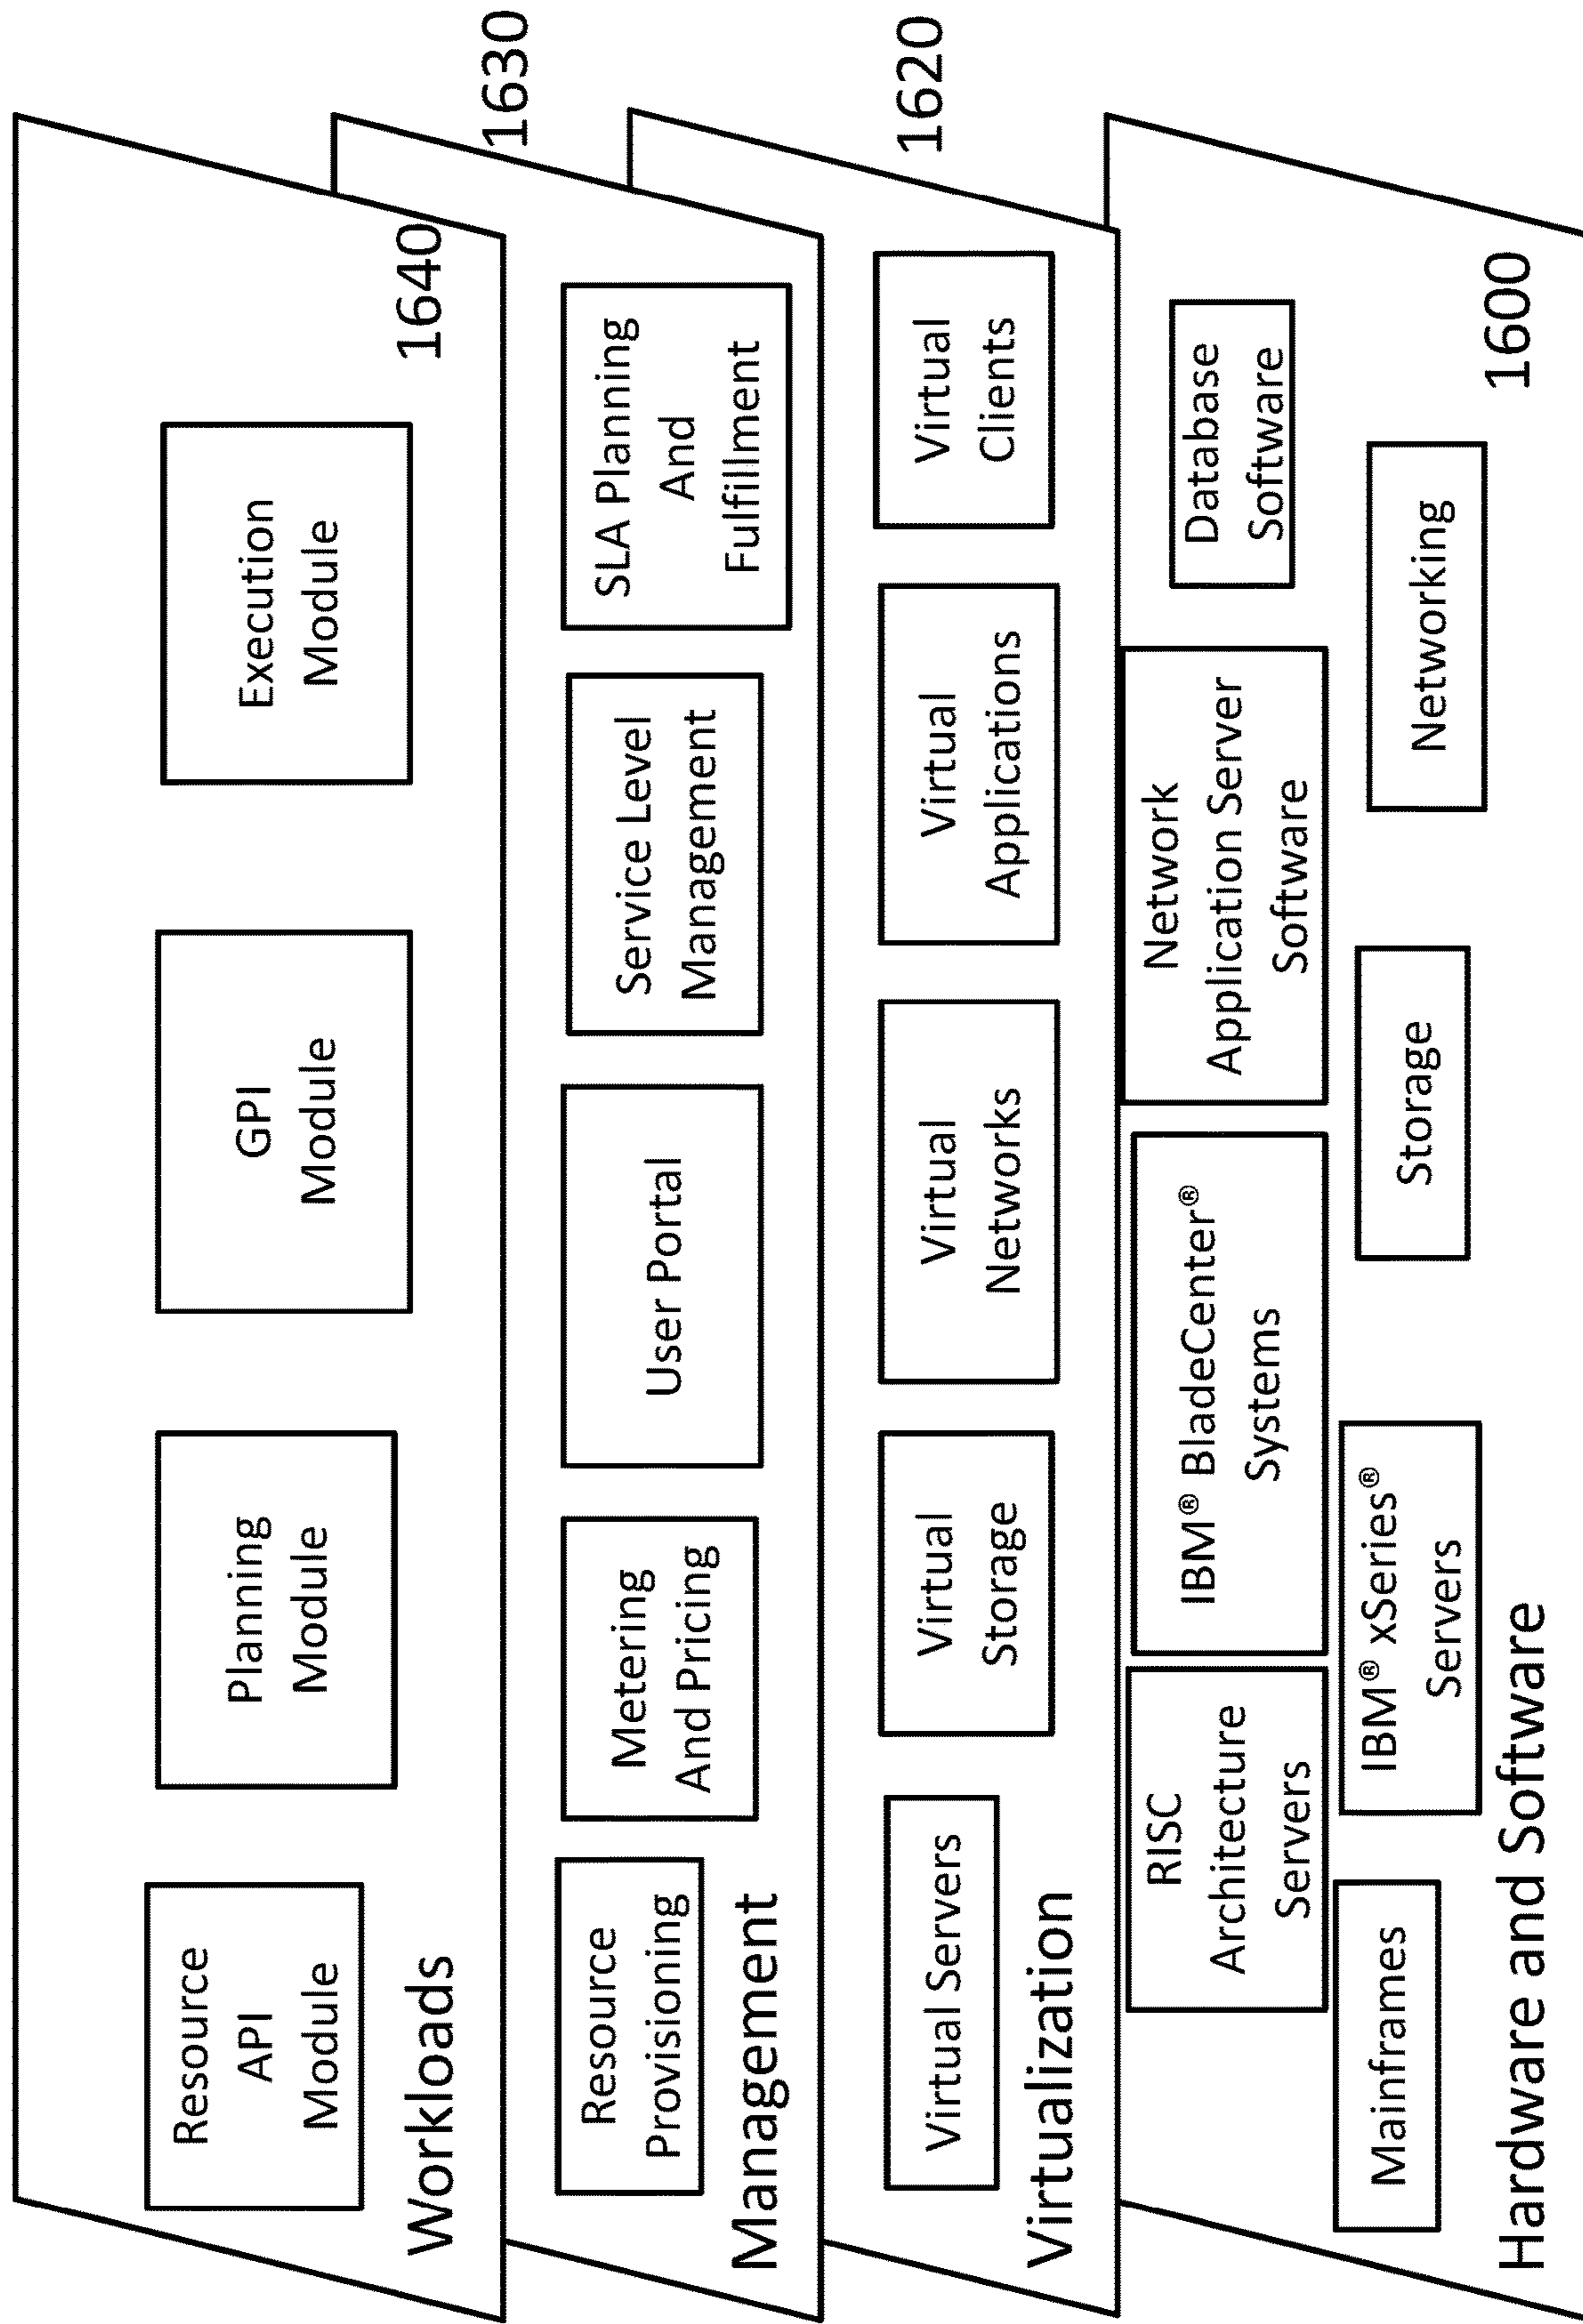 Resource
API
Module
Planning
Module
GPI
Module
Execution
Module
Workloads
1640
Resource
Provisioning
Metering
And Pricing
User Portal
Service Level
Management
SLA Planning
And
Fulfillment
Management
1630
Virtual Servers
Virtual
Storage
Virtual
Networks
Virtual
Applications
Virtual
Clients
Virtualization
1620
RISC
Architecture
Servers
IBM® BladeCenter®
Systems
Network
Application Server
Software
Database
Software
Mainframes
IBM® xSeries®
Servers
Storage
Networking
Hardware and Software
1600